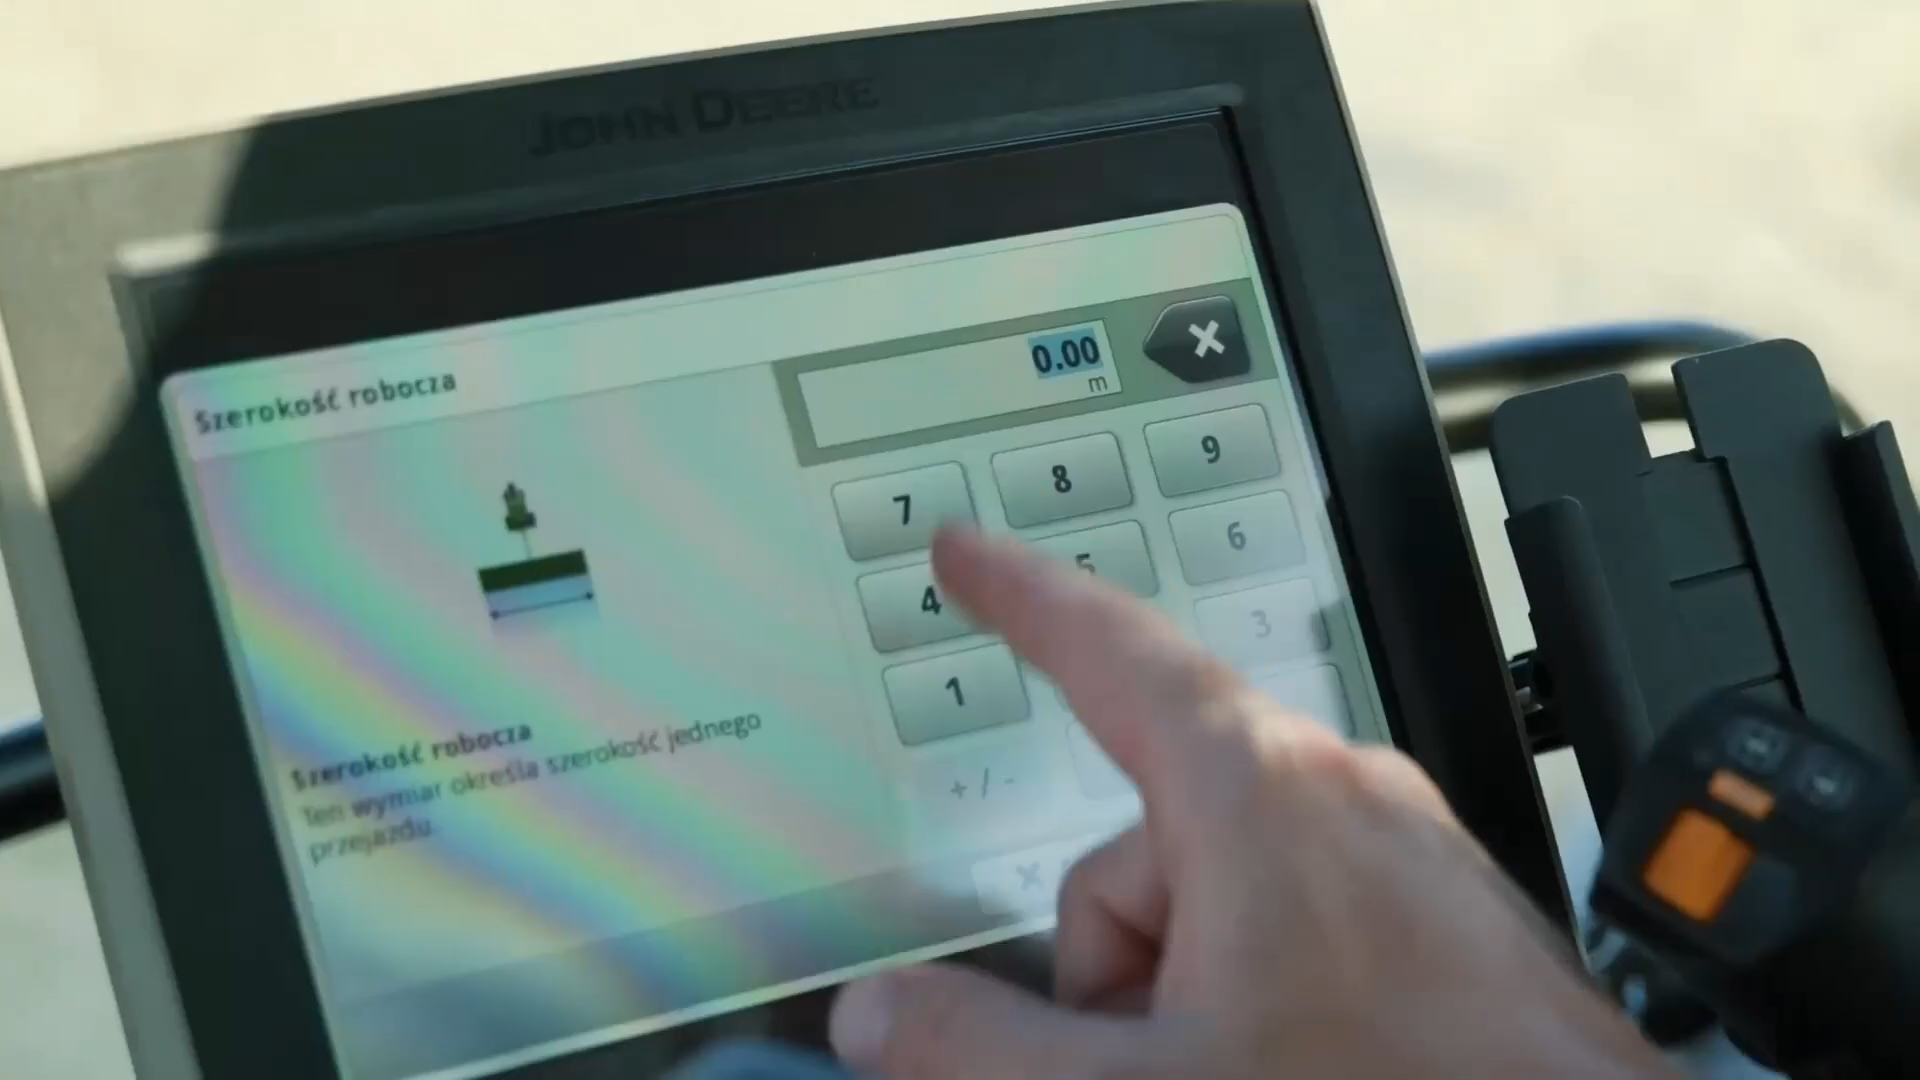 JOHN DEERE
Szerokość robocza
0.00
m
7 8 9
4 5 6
1 3
+ / -
Szerokość robocza
Ten wymiar określa szerokość jednego
przejazdu.